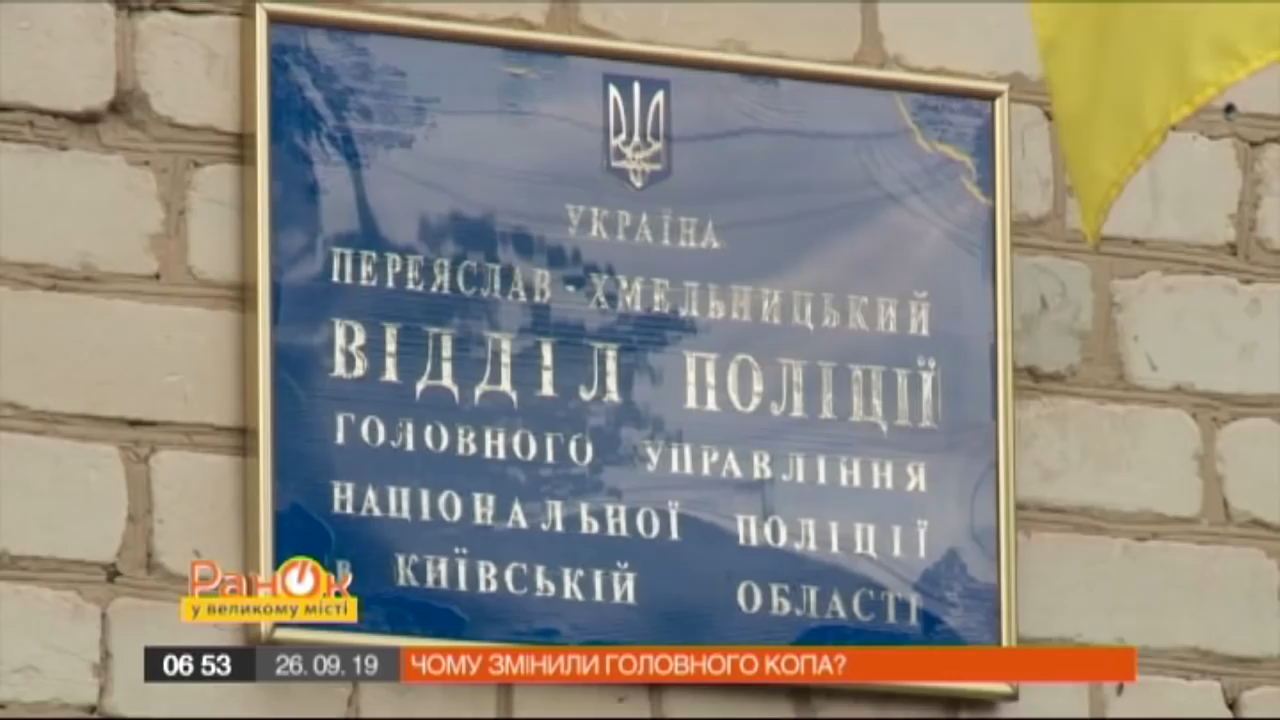 УКРАЇНА
ПЕРЕЯСЛАВ-ХМЕЛЬНИЦЬКИЙ
ВІДДІЛ ПОЛІЦІЇ
ГОЛОВНОГО УПРАВЛІННЯ
НАЦІОНАЛЬНОЇ ПОЛІЦІЇ
В КИЇВСЬКІЙ ОБЛАСТІ
Ранок
у великому місті
06 53 26. 09. 19 ЧОМУ ЗМІНИЛИ ГОЛОВНОГО КОПА?